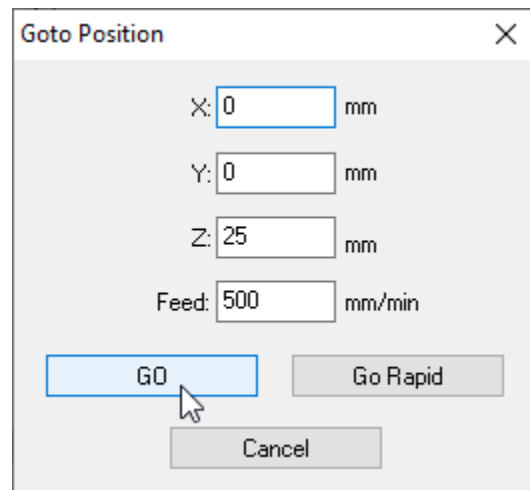 Goto Position
X: 0 mm
Y: 0 mm
Z: 25 mm
Feed: 500 mm/min
GO Go Rapid
Cancel